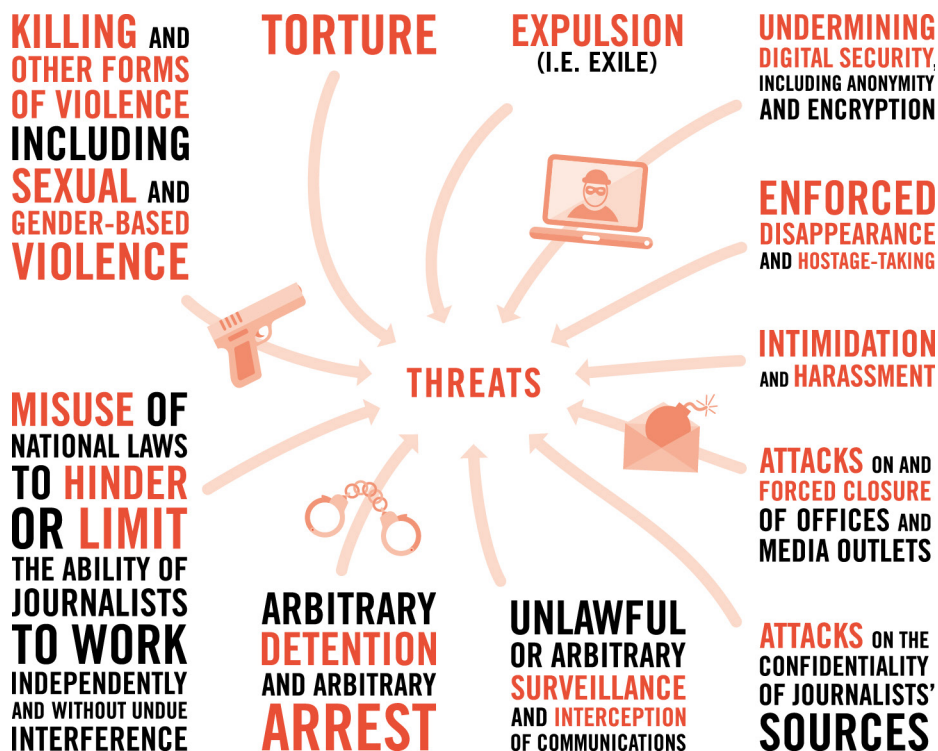 KILLING AND
OTHER FORMS
OF VIOLENCE
INCLUDING
SEXUAL AND
GENDER-BASED
VIOLENCE
TORTURE
EXPULSION
(I.E. EXILE)
UNDERMINING
DIGITAL SECURITY,
INCLUDING ANONYMITY
AND ENCRYPTION
ENFORCED
DISAPPEARANCE
AND HOSTAGE-TAKING
INTIMIDATION
AND HARASSMENT
THREATS
MISUSE OF
NATIONAL LAWS
TO HINDER
OR LIMIT
THE ABILITY OF
JOURNALISTS
TO WORK
INDEPENDENTLY
AND WITHOUT UNDUE
INTERFERENCE
ARBITRARY
DETENTION
AND ARBITRARY
ARREST
UNLAWFUL
OR ARBITRARY
SURVEILLANCE
AND INTERCEPTION
OF COMMUNICATIONS
ATTACKS ON AND
FORCED CLOSURE
OF OFFICES AND
MEDIA OUTLETS
ATTACKS ON THE
CONFIDENTIALITY
OF JOURNALISTS'
SOURCES